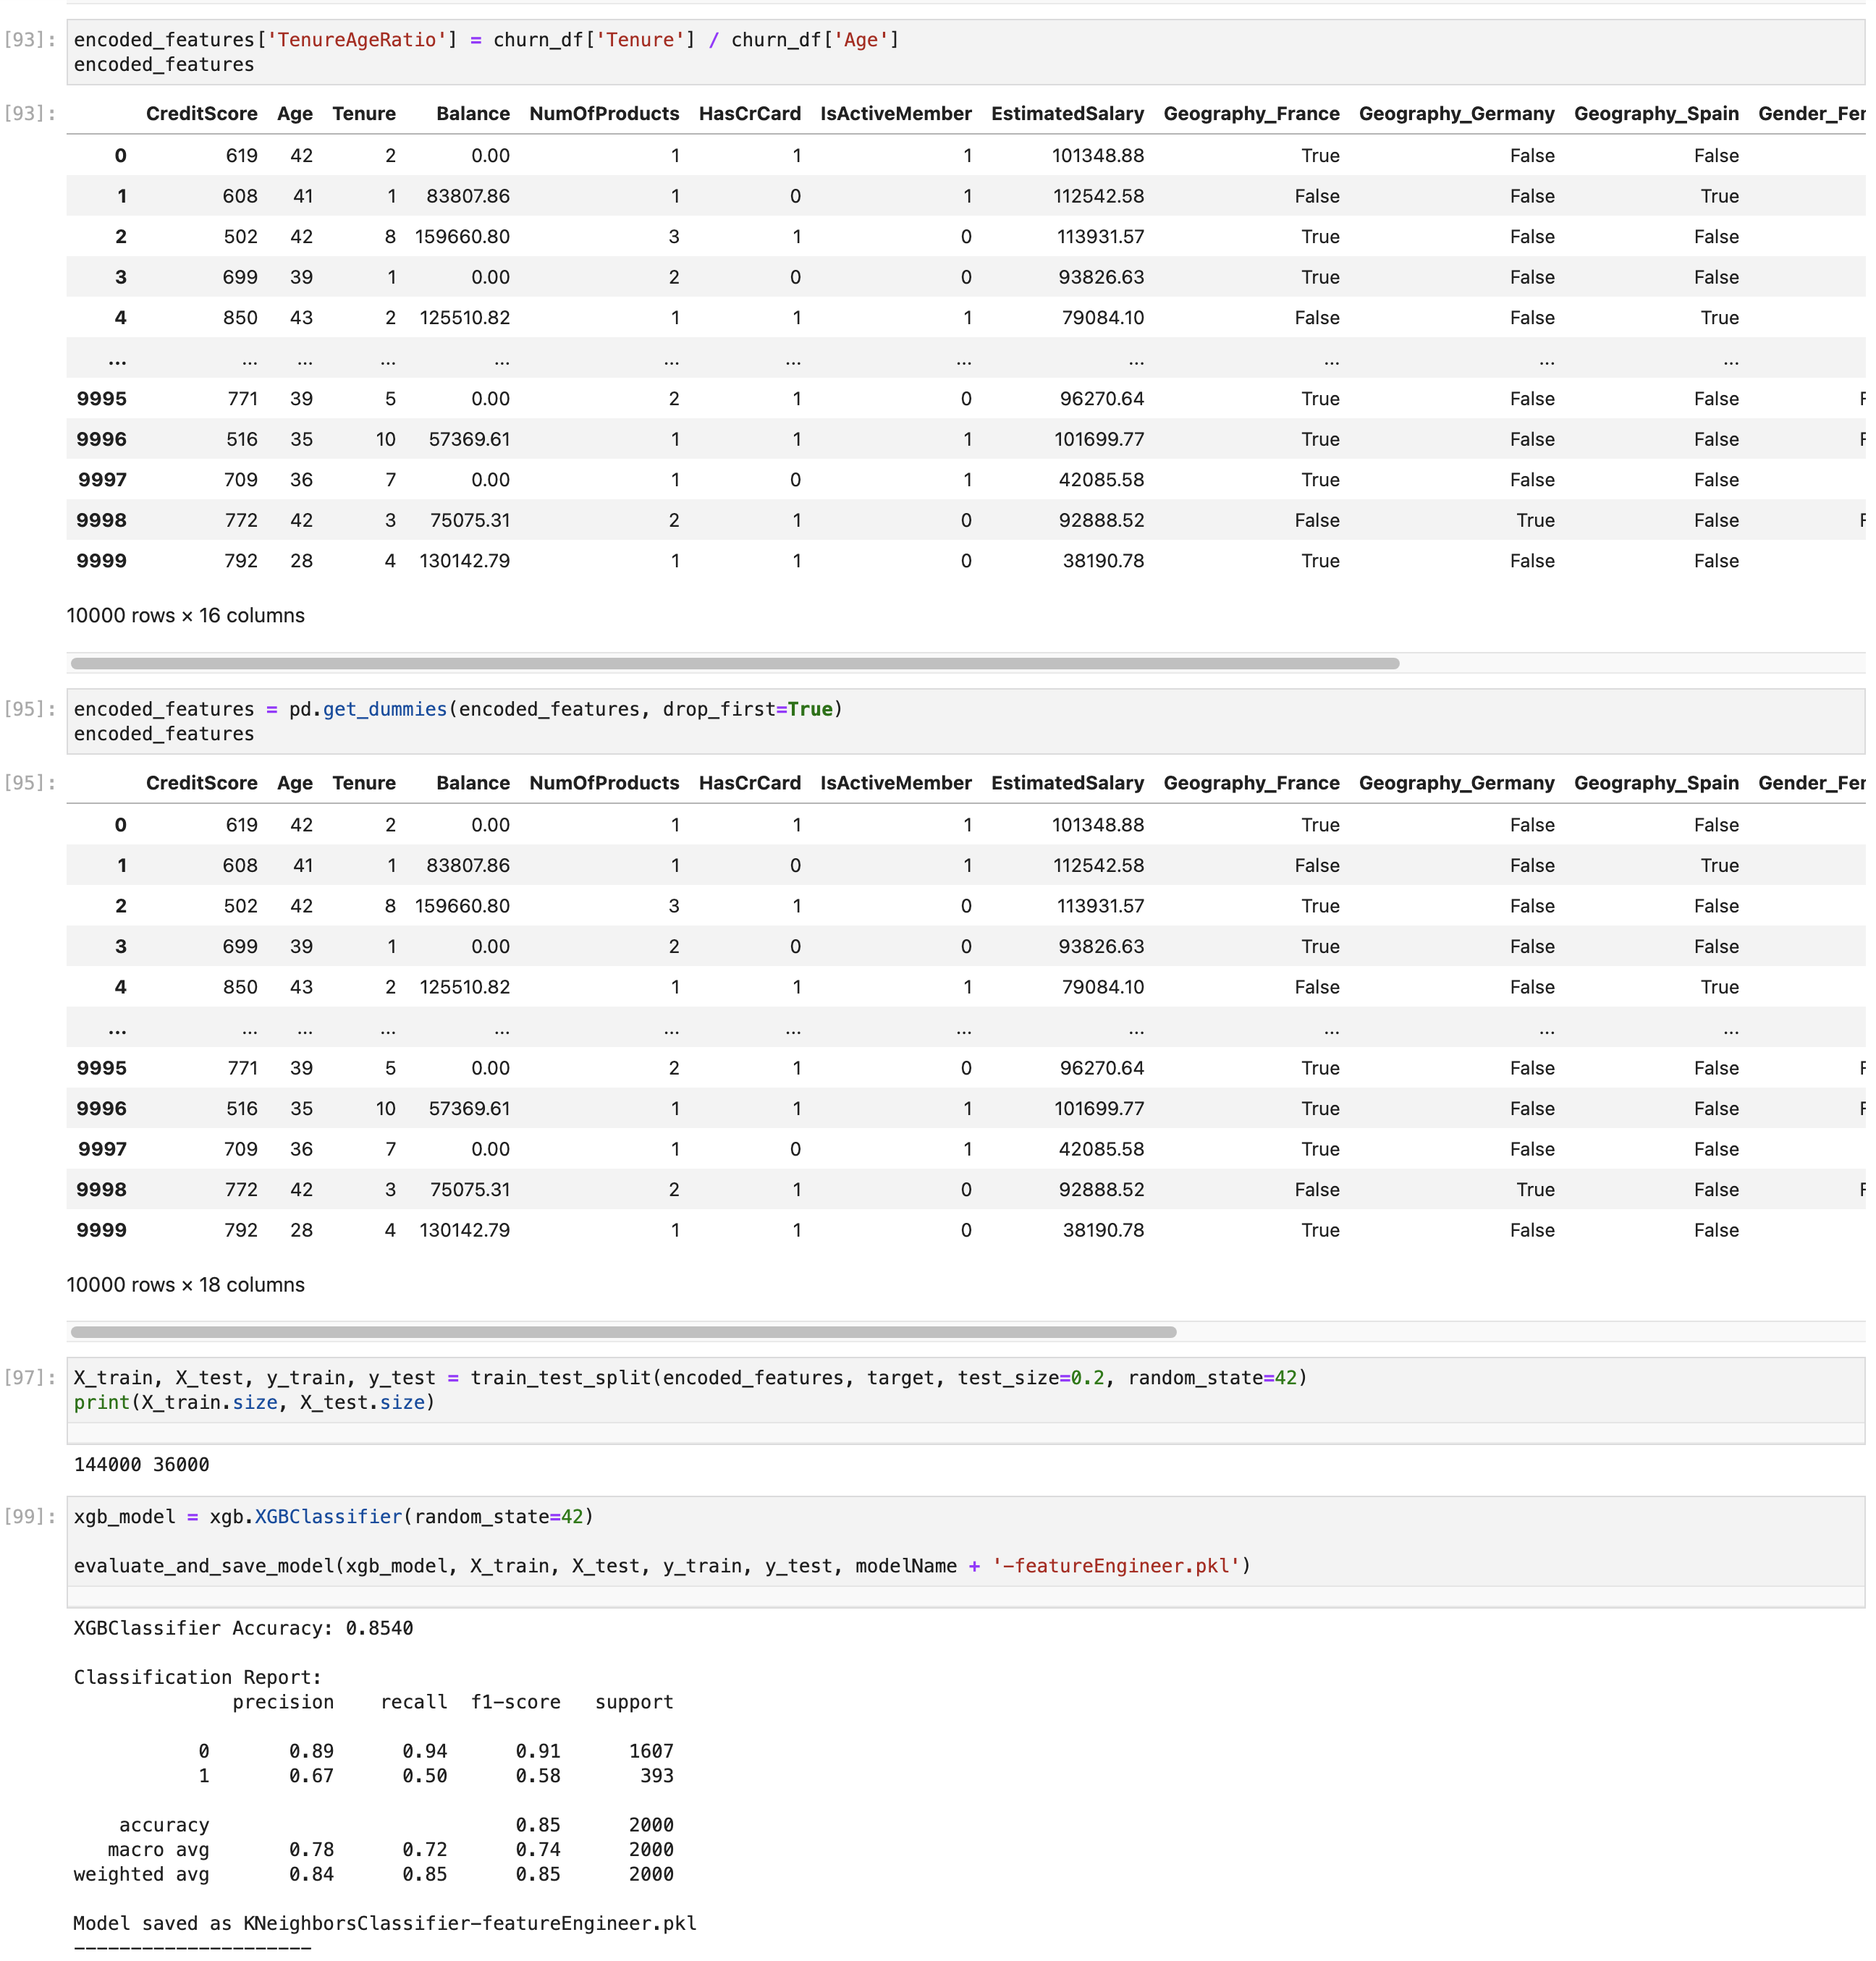 [93]: encoded_features['TenureAgeRatio'] = churn_df['Tenure'] / churn_df['Age']
encoded_features
[93]: CreditScore Age Tenure Balance NumOfProducts HasCrCard IsActiveMember EstimatedSalary Geography_France Geography_Germany Geography_Spain Gender_Fer
0 619 42 2 0.00 1 1 1 101348.88 True False False
1 608 41 1 83807.86 1 0 1 112542.58 False False True
2 502 42 8 159660.80 3 1 0 113931.57 True False False
3 699 39 1 0.00 2 0 0 93826.63 True False False
4 850 43 2 125510.82 1 1 1 79084.10 False False True
... ... ... ... ... ... ... ... ... ... ... ...
9995 771 39 5 0.00 2 1 0 96270.64 True False False F
9996 516 35 10 57369.61 1 1 1 101699.77 True False False F
9997 709 36 7 0.00 1 0 1 42085.58 True False False
9998 772 42 3 75075.31 2 1 0 92888.52 False True False F
9999 792 28 4 130142.79 1 1 0 38190.78 True False False
10000 rows × 16 columns
[95]: encoded_features = pd.get_dummies(encoded_features, drop_first=True)
encoded_features
[95]: CreditScore Age Tenure Balance NumOfProducts HasCrCard IsActiveMember EstimatedSalary Geography_France Geography_Germany Geography_Spain Gender_Fer
0 619 42 2 0.00 1 1 1 101348.88 True False False
1 608 41 1 83807.86 1 0 1 112542.58 False False True
2 502 42 8 159660.80 3 1 0 113931.57 True False False
3 699 39 1 0.00 2 0 0 93826.63 True False False
4 850 43 2 125510.82 1 1 1 79084.10 False False True
... ... ... ... ... ... ... ... ... ... ... ...
9995 771 39 5 0.00 2 1 0 96270.64 True False False F
9996 516 35 10 57369.61 1 1 1 101699.77 True False False F
9997 709 36 7 0.00 1 0 1 42085.58 True False False
9998 772 42 3 75075.31 2 1 0 92888.52 False True False F
9999 792 28 4 130142.79 1 1 0 38190.78 True False False
10000 rows × 18 columns
[97]: X_train, X_test, y_train, y_test = train_test_split(encoded_features, target, test_size=0.2, random_state=42)
print(X_train.size, X_test.size)
144000 36000
[99]: xgb_model = xgb.XGBClassifier(random_state=42)
evaluate_and_save_model(xgb_model, X_train, X_test, y_train, y_test, modelName + '-featureEngineer.pkl')
XGBClassifier Accuracy: 0.8540
Classification Report:
precision recall f1-score support
0 0.89 0.94 0.91 1607
1 0.67 0.50 0.58 393
accuracy 0.85 2000
macro avg 0.78 0.72 0.74 2000
weighted avg 0.84 0.85 0.85 2000
Model saved as KNeighborsClassifier-featureEngineer.pkl
---------------------